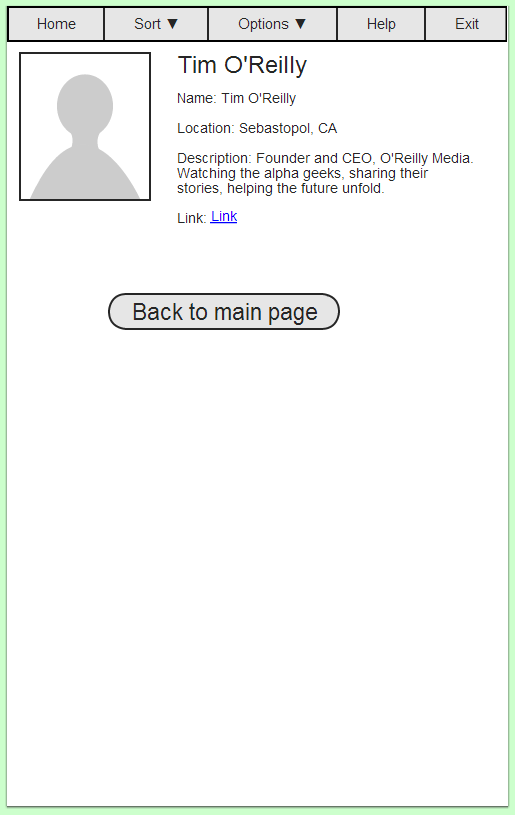 Home Sort ▼ Options ▼ Help Exit
Tim O'Reilly
Name: Tim O'Reilly
Location: Sebastopol, CA
Description: Founder and CEO, O'Reilly Media.
Watching the alpha geeks, sharing their
stories, helping the future unfold.
Link: Link
Back to main page